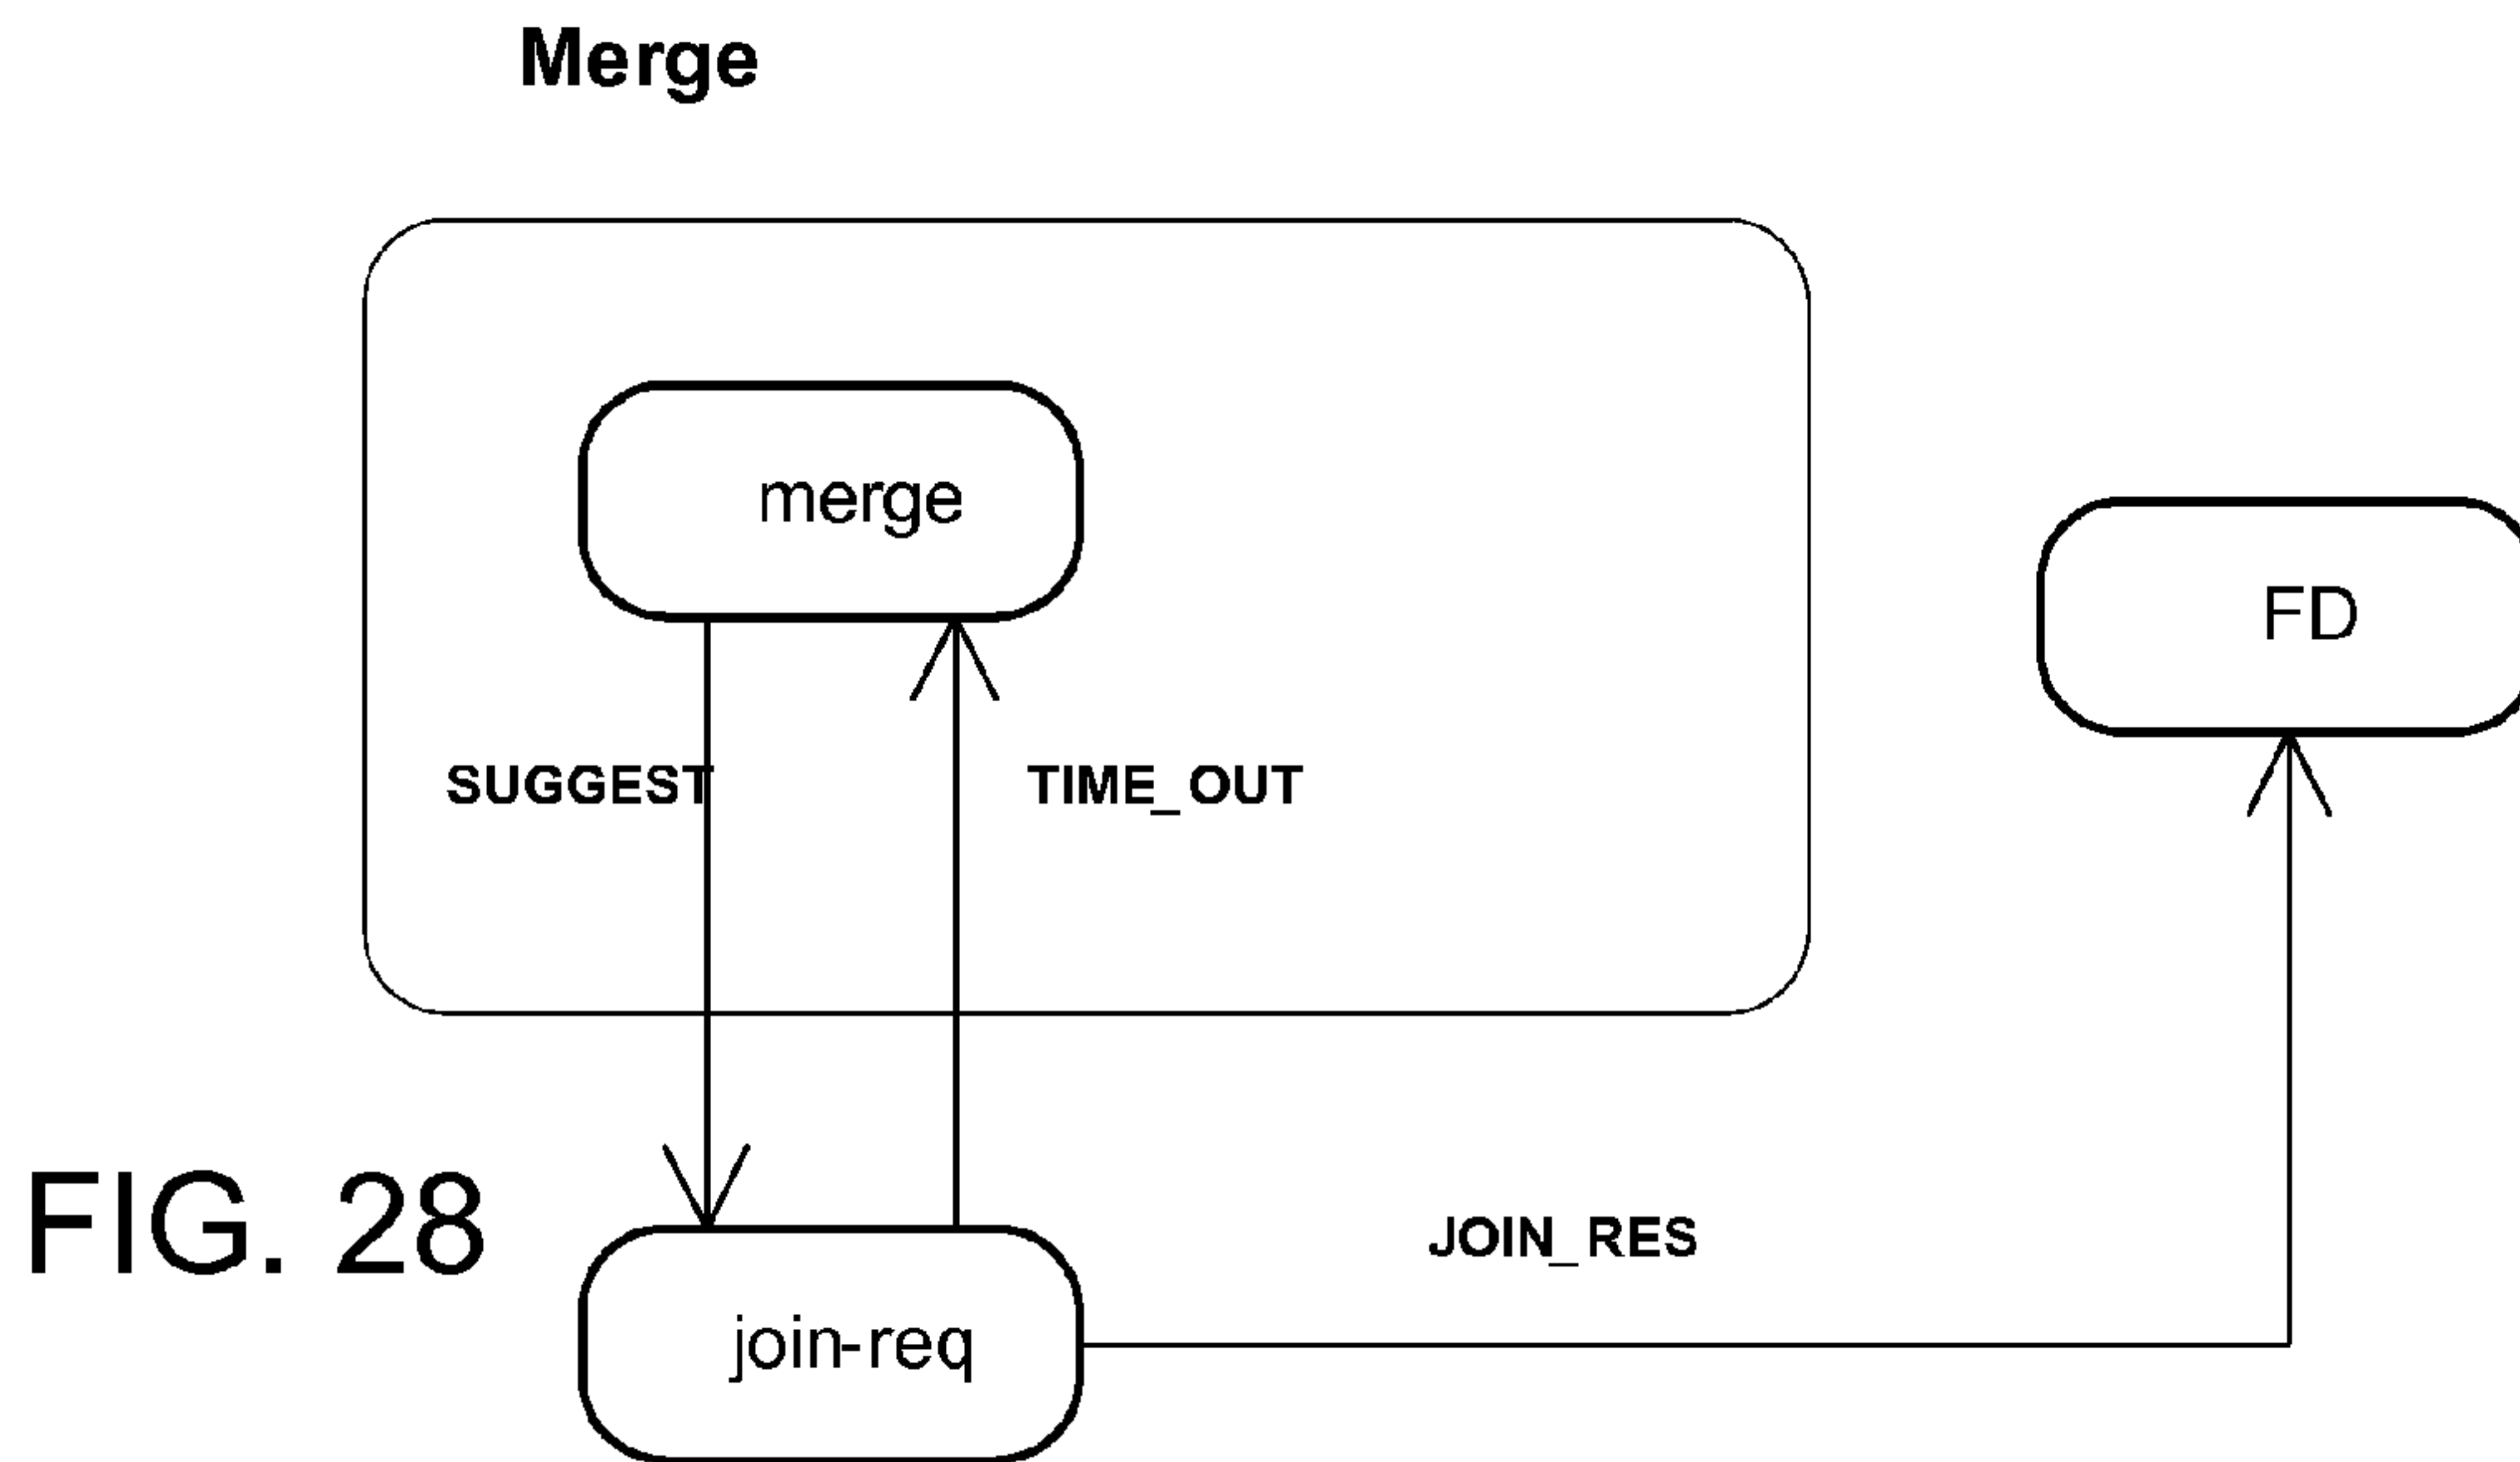 Merge
merge
FD
SUGGEST
TIME_OUT
FIG. 28
JOIN_RES
join-req